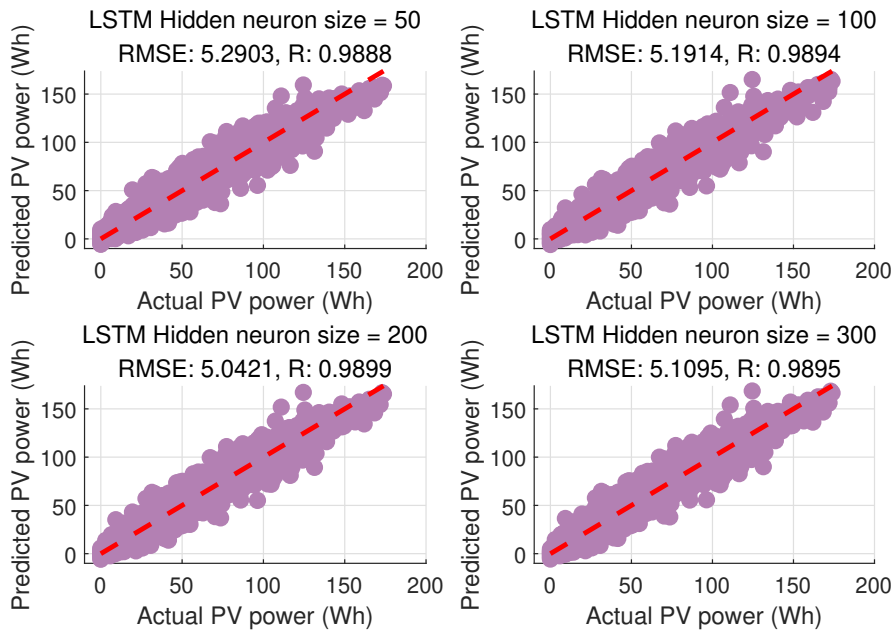 LSTM Hidden neuron size = 50
RMSE: 5.2903, R: 0.9888
Predicted PV power (Wh)
150
100
50
0
0 50 100 150 200
Actual PV power (Wh)
LSTM Hidden neuron size = 100
RMSE: 5.1914, R: 0.9894
Predicted PV power (Wh)
150
100
50
0
0 50 100 150 200
Actual PV power (Wh)
LSTM Hidden neuron size = 200
RMSE: 5.0421, R: 0.9899
Predicted PV power (Wh)
150
100
50
0
0 50 100 150 200
Actual PV power (Wh)
LSTM Hidden neuron size = 300
RMSE: 5.1095, R: 0.9895
Predicted PV power (Wh)
150
100
50
0
0 50 100 150 200
Actual PV power (Wh)